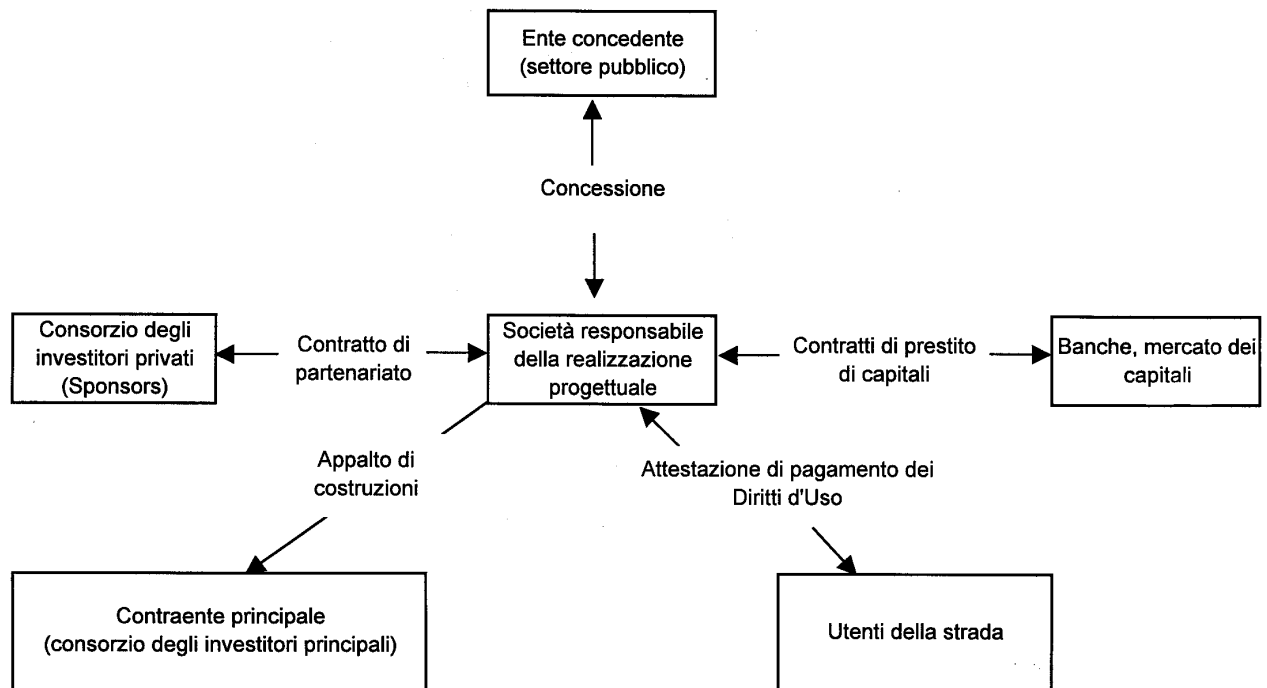 Ente concedente
(settore pubblico)
Concessione
Consorzio degli
investitori privati
(Sponsors)
Contratto di
partenariato
Società responsabile
della realizzazione
progettuale
Contratti di prestito
di capitali
Banche, mercato dei
capitali
Appalto di
costruzioni
Attestazione di pagamento dei
Diritti d'Uso
Contraente principale
(consorzio degli investitori principali)
Utenti della strada